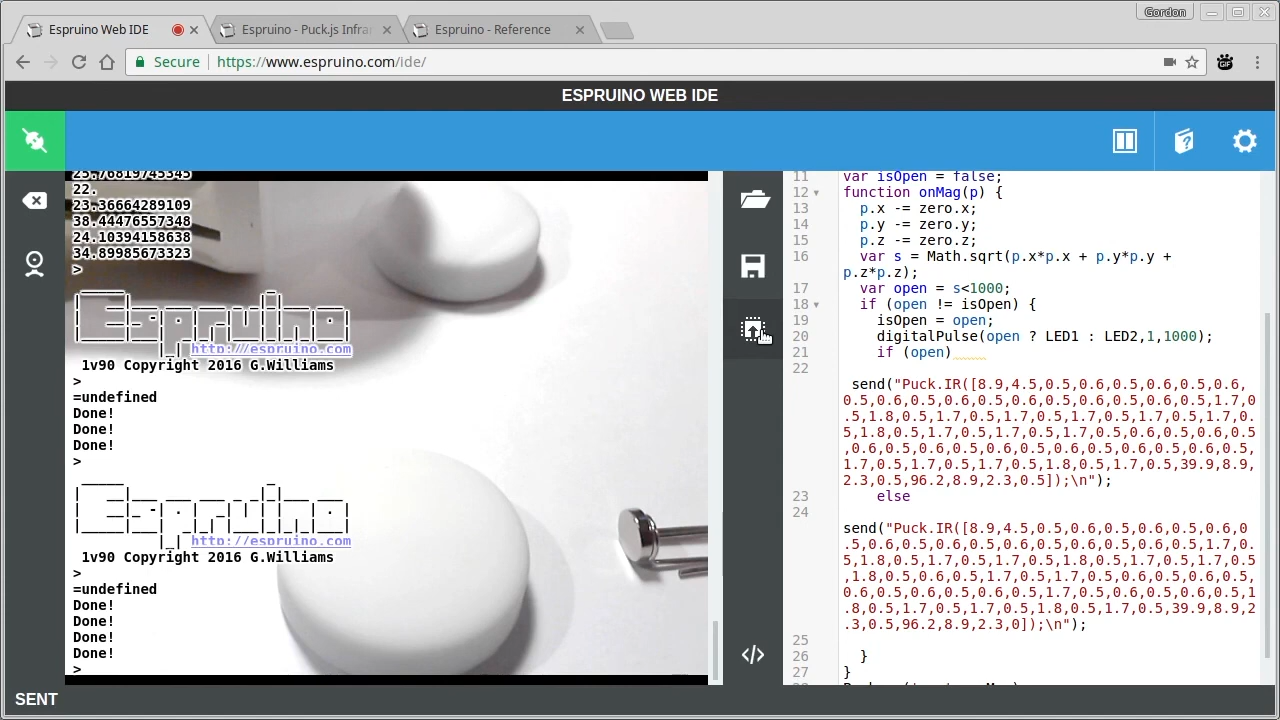 Gordon
Espruino Web IDE
Espruino - Puck.js Infra
Espruino - Reference
Secure
https://www.espruino.com/ide/
ESPRUINO WEB IDE
25.76819745345
22.
23.36664289109
38.44476557348
24.10394158638
34.89985673323
>
Espruino
http://espruino.com
1v90 Copyright 2016 G.Williams
>
=undefined
Done!
Done!
Done!
>
Espruino
http://espruino.com
1v90 Copyright 2016 G.Williams
>
=undefined
Done!
Done!
Done!
Done!
>
11 var isOpen = false;
12 function onMag(p) {
13 p.x -= zero.x;
14 p.y -= zero.y;
15 p.z -= zero.z;
16 var s = Math.sqrt(p.x*p.x + p.y*p.y +
p.z*p.z);
17 var open = s<1000;
18 if (open != isOpen) {
19 isOpen = open;
20 digitalPulse(open ? LED1 : LED2,1,1000);
21 if (open)
22
send("Puck.IR([8.9,4.5,0.5,0.6,0.5,0.6,0.5,0.6,
0.5,0.6,0.5,0.6,0.5,0.6,0.5,0.6,0.5,0.6,0.5,1.7,0
.5,1.8,0.5,1.7,0.5,1.7,0.5,1.7,0.5,1.7,0.5,1.7,0.
5,1.8,0.5,1.7,0.5,1.7,0.5,1.7,0.5,0.6,0.5,0.6,0.5
,0.6,0.5,0.6,0.5,0.6,0.5,0.6,0.5,0.6,0.5,0.6,0.5,
1.7,0.5,1.7,0.5,1.7,0.5,1.8,0.5,1.7,0.5,39.9,8.9,
2.3,0.5,96.2,8.9,2.3,0.5]);\n");
23 else
24
send("Puck.IR([8.9,4.5,0.5,0.6,0.5,0.6,0.5,0.6,0
.5,0.6,0.5,0.6,0.5,0.6,0.5,0.6,0.5,0.6,0.5,1.7,0.
5,1.8,0.5,1.7,0.5,1.7,0.5,1.8,0.5,1.7,0.5,1.7,0.5
,1.8,0.5,0.6,0.5,1.7,0.5,1.7,0.5,0.6,0.5,0.6,0.5,
0.6,0.5,0.6,0.5,0.6,0.5,1.7,0.5,0.6,0.5,0.6,0.5,1
.8,0.5,1.7,0.5,1.7,0.5,1.8,0.5,1.7,0.5,39.9,8.9,2
.3,0.5,96.2,8.9,2.3,0]);\n");
25
26 }
27 }
SENT